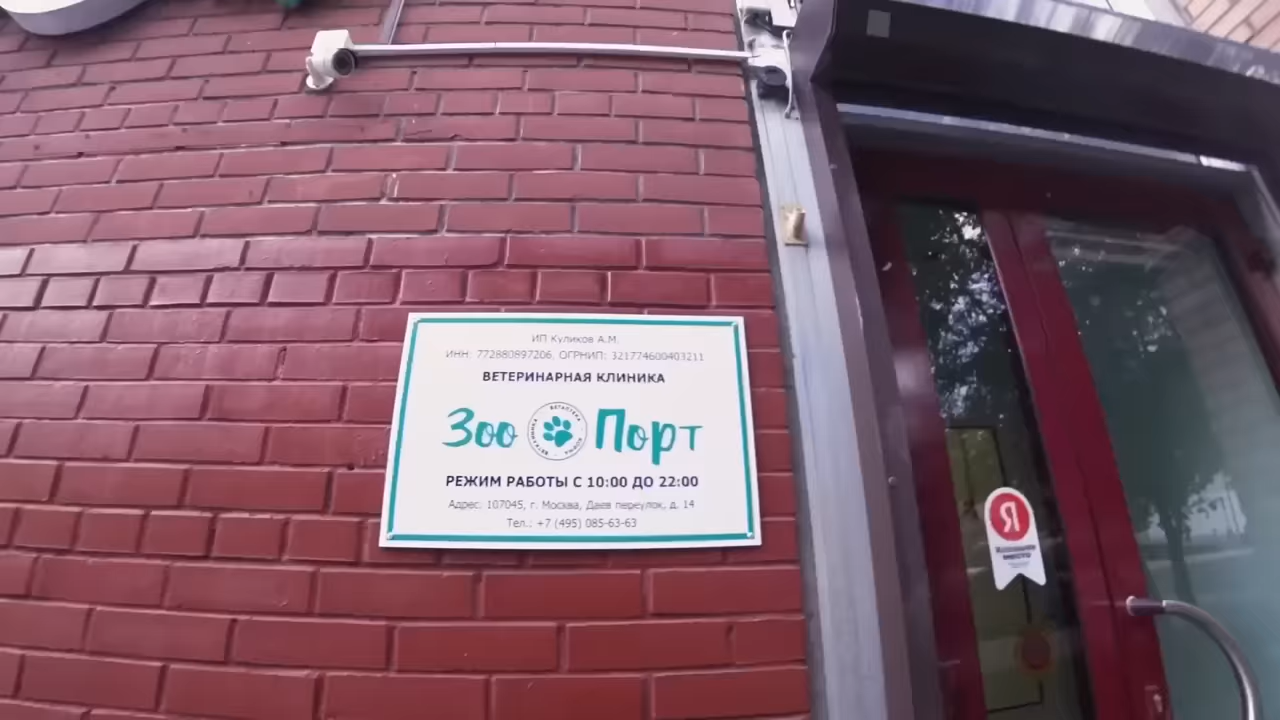 ИП Куликов А.М.
ИНН: 772880897206, ОГРНИП: 321774600403211
ВЕТЕРИНАРНАЯ КЛИНИКА
Зоо Порт
РЕЖИМ РАБОТЫ С 10:00 ДО 22:00
Адрес: 107045, г. Москва, Даев переулок, д. 14
Тел.: +7 (495) 085-63-63
Я